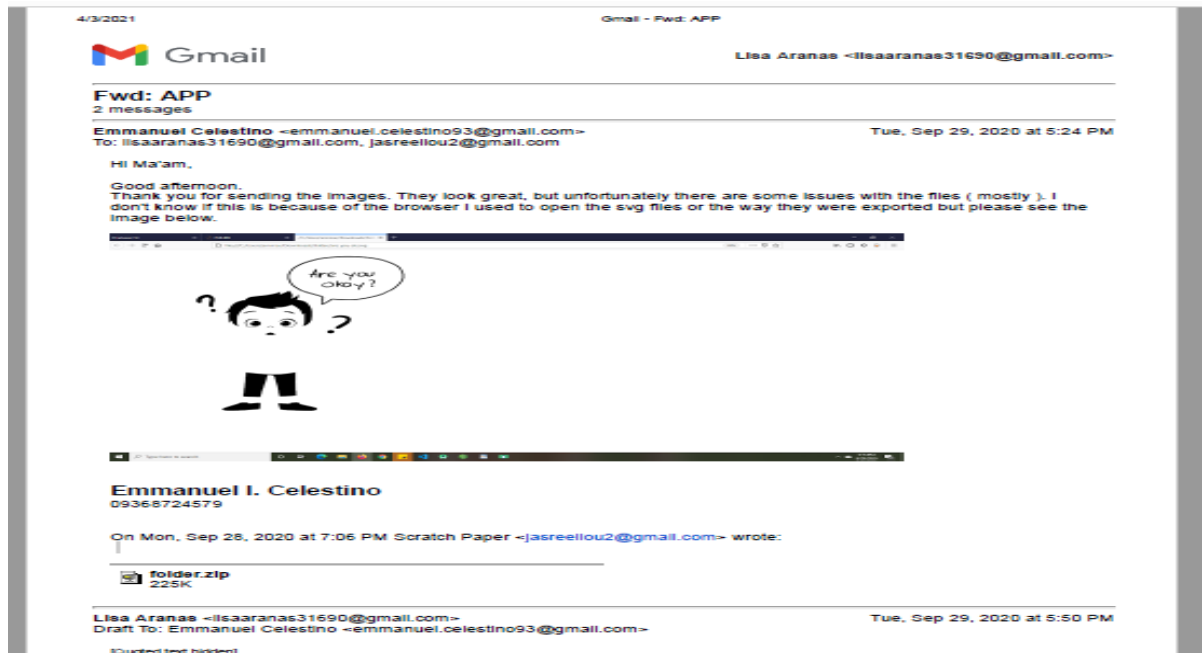 4/3/2021
Gmail - Fwd: APP
Gmail
Lisa Aranas <lisaaranas31690@gmail.com>
Fwd: APP
2 messages
Emmanuel Celestino <emmanuel.celestino93@gmail.com>
Tue, Sep 29, 2020 at 5:24 PM
To: lisaaranas31690@gmail.com, jasreellou2@gmail.com
Hi Ma'am,
Good afternoon.
Thank you for sending the images. They look great, but unfortunately there are some issues with the files ( mostly ). I
don't know if this is because of the browser I used to open the svg files or the way they were exported but please see the
image below.
Are you
okay?
? ?
Type here to search
Emmanuel I. Celestino
09368724579
On Mon, Sep 28, 2020 at 7:06 PM Scratch Paper <jasreellou2@gmail.com> wrote:
folder.zip
225K
Lisa Aranas <lisaaranas31690@gmail.com>
Tue, Sep 29, 2020 at 5:50 PM
Draft To: Emmanuel Celestino <emmanuel.celestino93@gmail.com>
[Quoted text hidden]